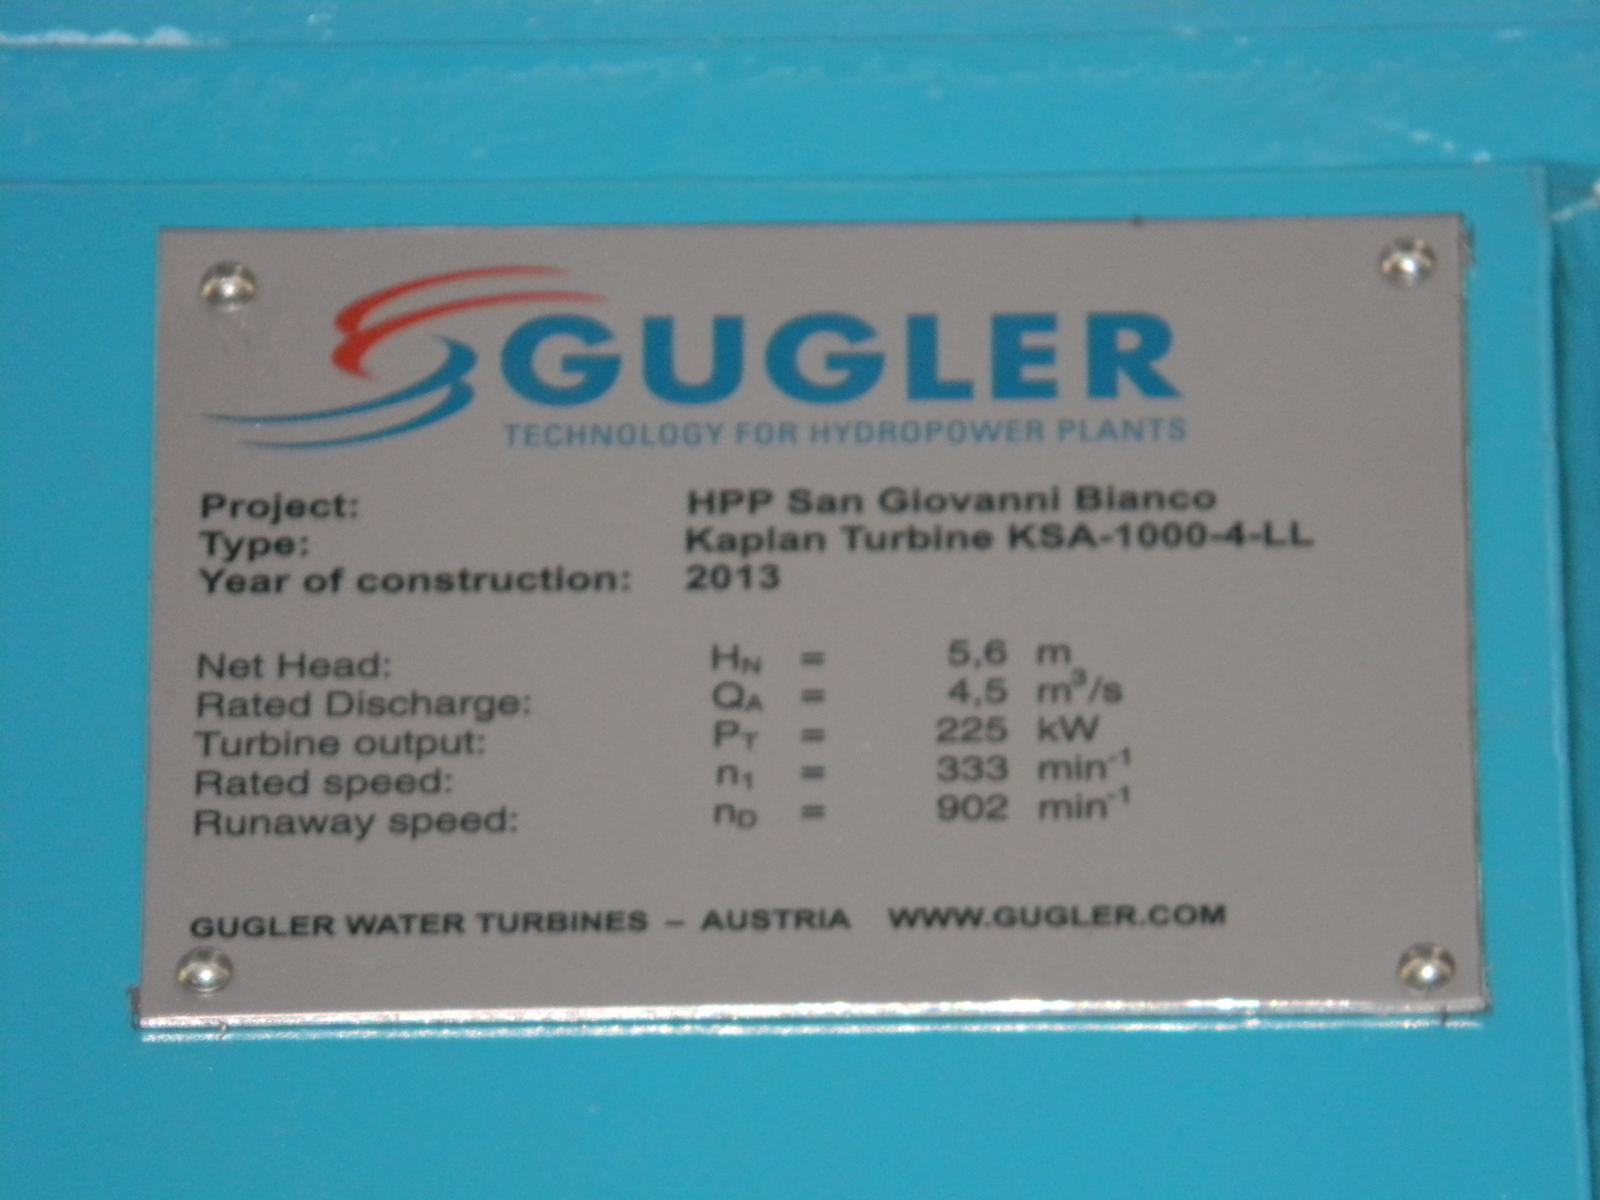 GUGLER
TECHNOLOGY FOR HYDROPOWER PLANTS
Project: HPP San Giovanni Bianco
Type: Kaplan Turbine KSA-1000-4-LL
Year of construction: 2013
Net Head: HN = 5,6 m
Rated Discharge: QA = 4,5 m³/s
Turbine output: PT = 225 kW
Rated speed: n1 = 333 min⁻¹
Runaway speed: nD = 902 min⁻¹
GUGLER WATER TURBINES – AUSTRIA WWW.GUGLER.COM